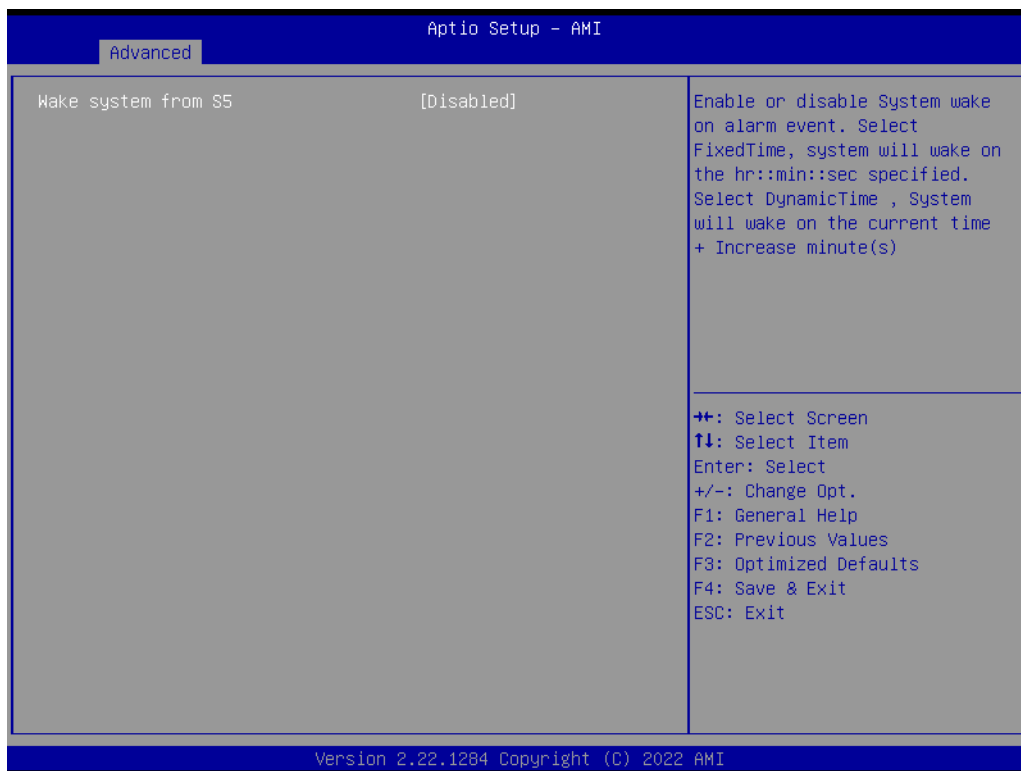 Aptio Setup – AMI
Advanced
Wake system from S5 [Disabled]
Enable or disable System wake
on alarm event. Select
FixedTime, system will wake on
the hr::min::sec specified.
Select DynamicTime , System
will wake on the current time
+ Increase minute(s)
→←: Select Screen
↑↓: Select Item
Enter: Select
+/-: Change Opt.
F1: General Help
F2: Previous Values
F3: Optimized Defaults
F4: Save & Exit
ESC: Exit
Version 2.22.1284 Copyright (C) 2022 AMI